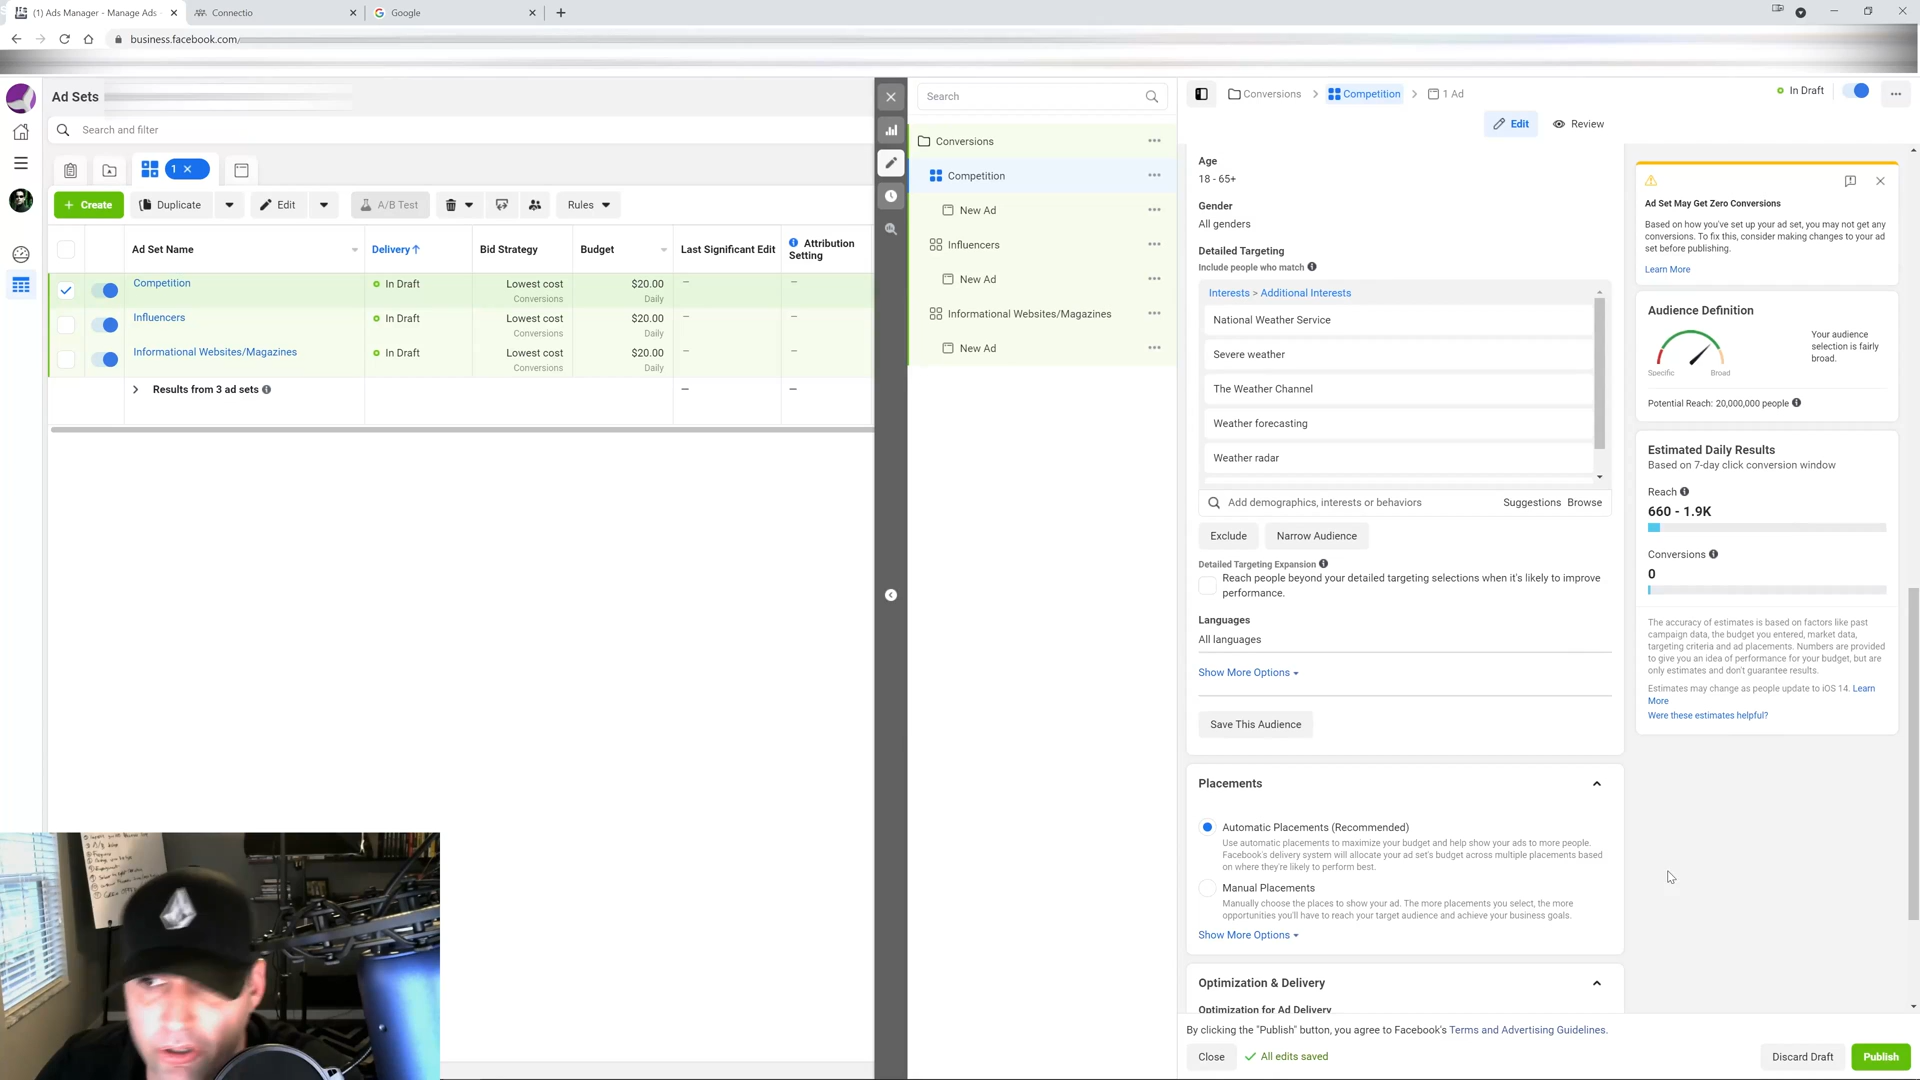 (1) Ads Manager - Manage Ads
Connectio
Google
business.facebook.com/
Ad Sets
Search and filter
1
Create
Duplicate
Edit
A/B Test
Rules
Ad Set Name
Delivery
Bid Strategy
Budget
Last Significant Edit
Attribution
Setting
Competition
In Draft
Lowest cost
Conversions
$20.00
Daily
—
—
Influencers
In Draft
Lowest cost
Conversions
$20.00
Daily
—
—
Informational Websites/Magazines
In Draft
Lowest cost
Conversions
$20.00
Daily
—
—
Results from 3 ad sets
—
—
Search
Conversions
Competition
New Ad
Influencers
New Ad
Informational Websites/Magazines
New Ad
Conversions
Competition
1 Ad
In Draft
Edit
Review
Age
18 - 65+
Gender
All genders
Detailed Targeting
Include people who match
Interests > Additional Interests
National Weather Service
Severe weather
The Weather Channel
Weather forecasting
Weather radar
Add demographics, interests or behaviors
Suggestions
Browse
Exclude
Narrow Audience
Detailed Targeting Expansion
Reach people beyond your detailed targeting selections when it's likely to improve
performance.
Languages
All languages
Show More Options
Save This Audience
Placements
Automatic Placements (Recommended)
Use automatic placements to maximize your budget and help show your ads to more people.
Facebook's delivery system will allocate your ad set's budget across multiple placements based
on where they're likely to perform best.
Manual Placements
Manually choose the places to show your ad. The more placements you select, the more
opportunities you'll have to reach your target audience and achieve your business goals.
Show More Options
Optimization & Delivery
Optimization for Ad Delivery
By clicking the "Publish" button, you agree to Facebook's Terms and Advertising Guidelines.
Close
All edits saved
Discard Draft
Publish
Ad Set May Get Zero Conversions
Based on how you've set up your ad set, you may not get any
conversions. To fix this, consider making changes to your ad
set before publishing.
Learn More
Audience Definition
Specific
Broad
Your audience
selection is fairly
broad.
Potential Reach: 20,000,000 people
Estimated Daily Results
Based on 7-day click conversion window
Reach
660 - 1.9K
Conversions
0
The accuracy of estimates is based on factors like past
campaign data, the budget you entered, market data,
targeting criteria and ad placements. Numbers are provided
to give you an idea of performance for your budget, but are
only estimates and don't guarantee results.
Estimates may change as people update to iOS 14. Learn
More
Were these estimates helpful?